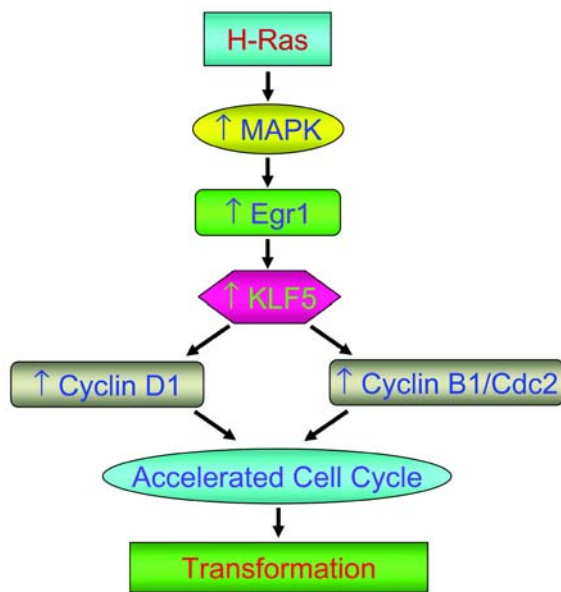 H-Ras
↑ MAPK
↑ Egr1
↑ KLF5
↑ Cyclin D1
↑ Cyclin B1/Cdc2
Accelerated Cell Cycle
Transformation